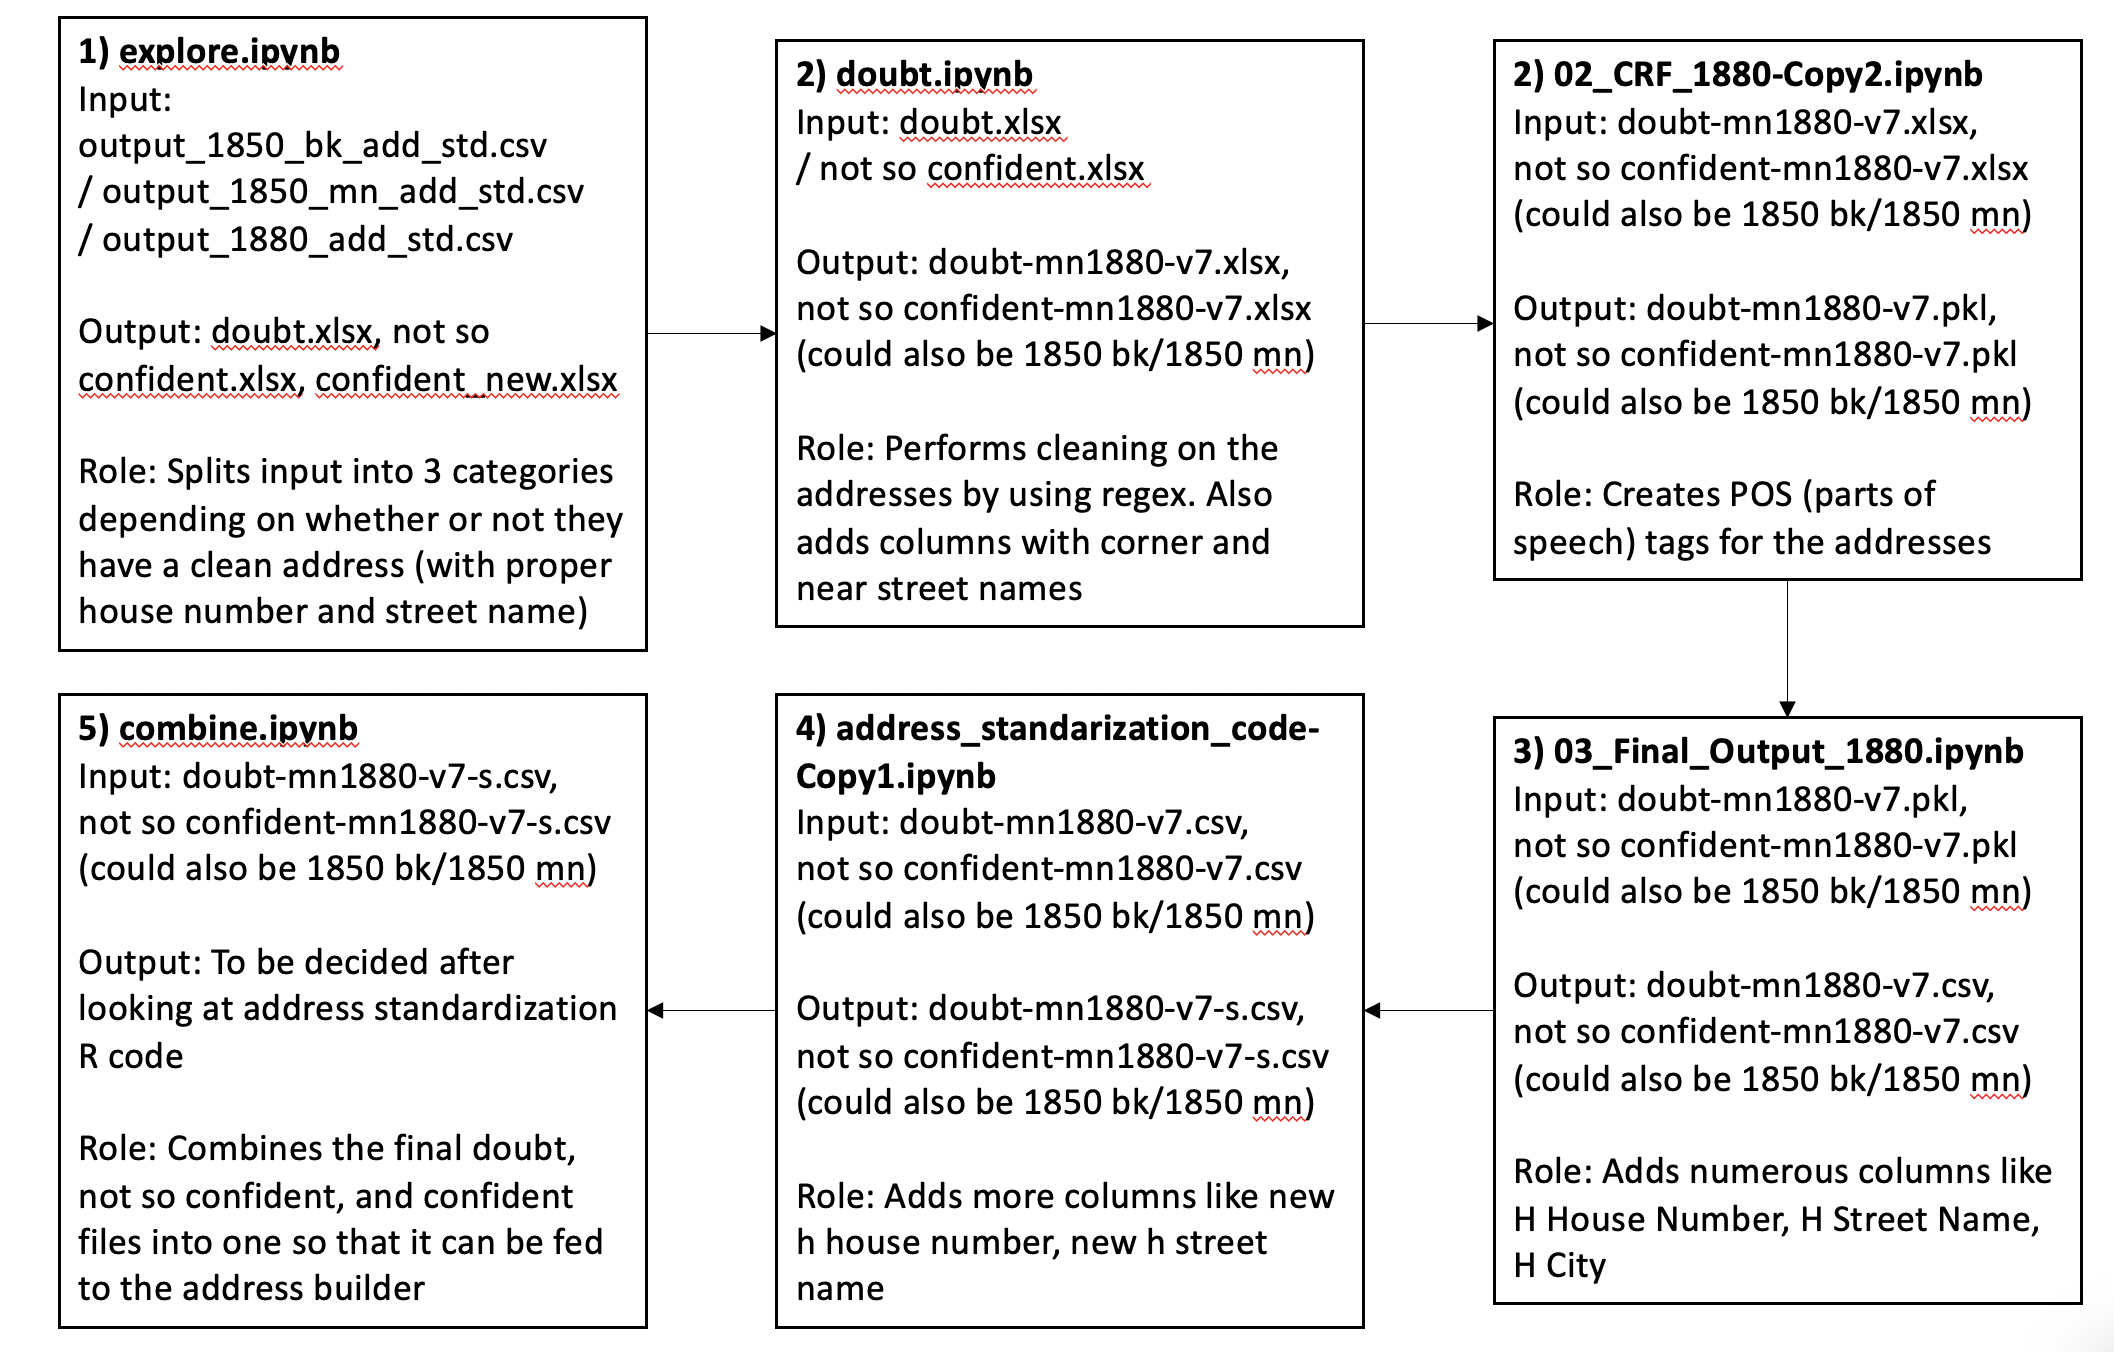 1) explore.ipynb
Input:
output_1850_bk_add_std.csv
/ output_1850_mn_add_std.csv
/ output_1880_add_std.csv
Output: doubt.xlsx, not so
confident.xlsx, confident_new.xlsx
Role: Splits input into 3 categories
depending on whether or not they
have a clean address (with proper
house number and street name)
2) doubt.ipynb
Input: doubt.xlsx
/ not so confident.xlsx
Output: doubt-mn1880-v7.xlsx,
not so confident-mn1880-v7.xlsx
(could also be 1850 bk/1850 mn)
Role: Performs cleaning on the
addresses by using regex. Also
adds columns with corner and
near street names
2) 02_CRF_1880-Copy2.ipynb
Input: doubt-mn1880-v7.xlsx,
not so confident-mn1880-v7.xlsx
(could also be 1850 bk/1850 mn)
Output: doubt-mn1880-v7.pkl,
not so confident-mn1880-v7.pkl
(could also be 1850 bk/1850 mn)
Role: Creates POS (parts of
speech) tags for the addresses
3) 03_Final_Output_1880.ipynb
Input: doubt-mn1880-v7.pkl,
not so confident-mn1880-v7.pkl
(could also be 1850 bk/1850 mn)
Output: doubt-mn1880-v7.csv,
not so confident-mn1880-v7.csv
(could also be 1850 bk/1850 mn)
Role: Adds numerous columns like
H House Number, H Street Name,
H City
4) address_standarization_code-
Copy1.ipynb
Input: doubt-mn1880-v7.csv,
not so confident-mn1880-v7.csv
(could also be 1850 bk/1850 mn)
Output: doubt-mn1880-v7-s.csv,
not so confident-mn1880-v7-s.csv
(could also be 1850 bk/1850 mn)
Role: Adds more columns like new
h house number, new h street
name
5) combine.ipynb
Input: doubt-mn1880-v7-s.csv,
not so confident-mn1880-v7-s.csv
(could also be 1850 bk/1850 mn)
Output: To be decided after
looking at address standardization
R code
Role: Combines the final doubt,
not so confident, and confident
files into one so that it can be fed
to the address builder